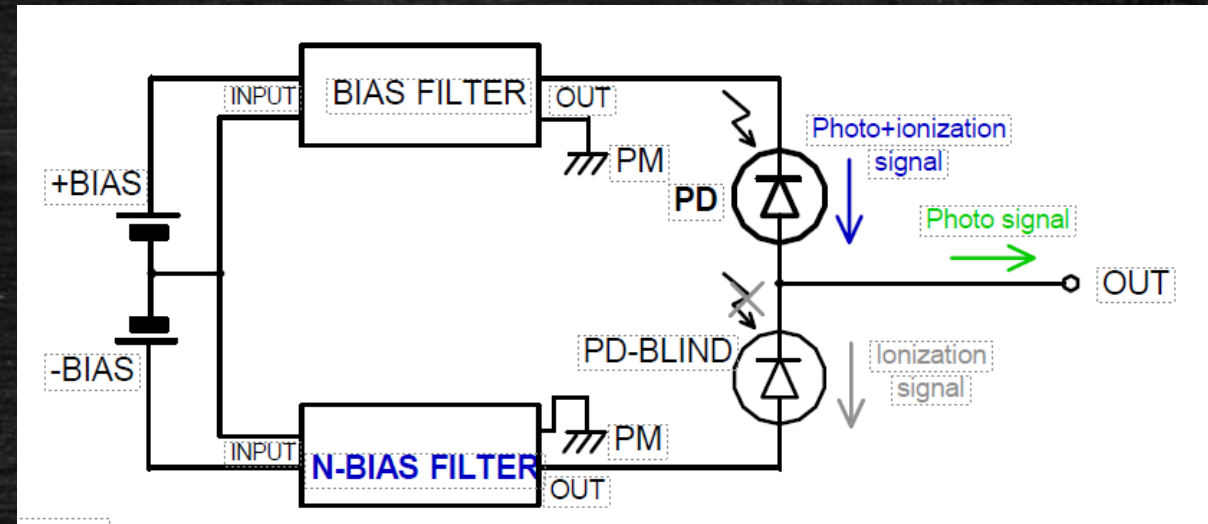 INPUT
BIAS FILTER
OUT
PM
+BIAS
PD
Photo+ionization
signal
Photo signal
OUT
-BIAS
PD-BLIND
Ionization
signal
INPUT
N-BIAS FILTER
PM
OUT